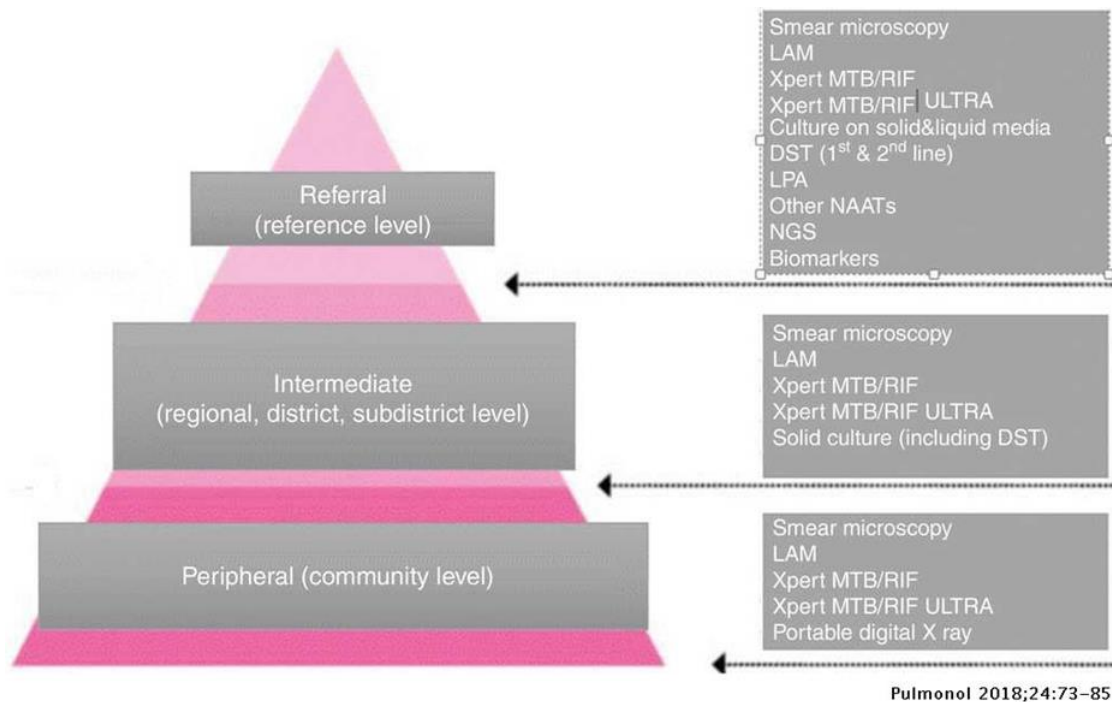 Smear microscopy
LAM
Xpert MTB/RIF
Xpert MTB/RIF ULTRA
Culture on solid&liquid media
DST (1st & 2nd line)
LPA
Other NAATs
NGS
Biomarkers
Referral
(reference level)
Intermediate
(regional, district, subdistrict level)
Smear microscopy
LAM
Xpert MTB/RIF
Xpert MTB/RIF ULTRA
Solid culture (including DST)
Peripheral (community level)
Smear microscopy
LAM
Xpert MTB/RIF
Xpert MTB/RIF ULTRA
Portable digital X ray
Pulmonol 2018;24:73–85